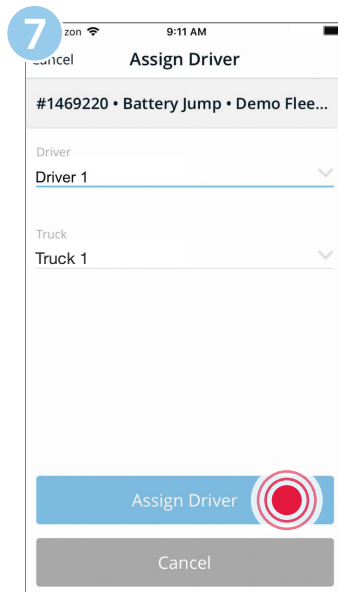 7
zon 9:11 AM
Cancel Assign Driver
#1469220 • Battery Jump • Demo Flee...
Driver
Driver 1
Truck
Truck 1
Assign Driver
Cancel